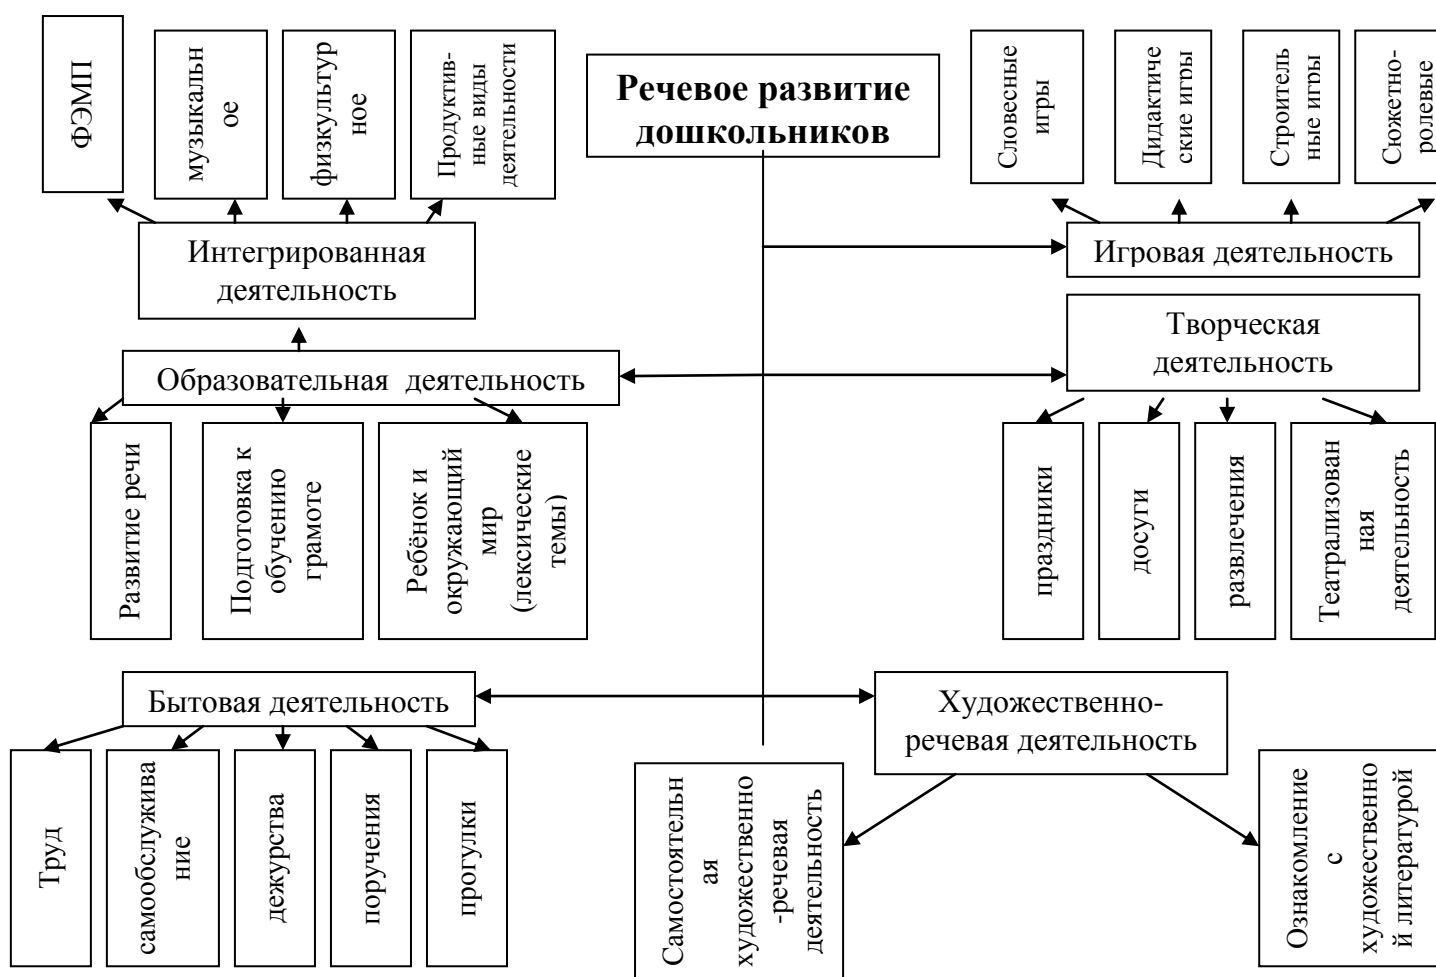 ФЭМП
музыкальн
ое
физкультур
ное
Продуктив-
ные виды
деятельности
Речевое развитие
дошкольников
Словесные
игры
Дидактиче
ские игры
Строитель
ные игры
Сюжетно-
ролевые
Интегрированная
деятельность
Игровая деятельность
Творческая
деятельность
Образовательная деятельность
Развитие речи
Подготовка к
обучению
грамоте
Ребёнок и
окружающий
мир
(лексические
темы)
праздники
досуги
развлечения
Театрализован
ная
деятельность
Бытовая деятельность
Художественно-
речевая деятельность
Труд
самообслужива
ние
дежурства
поручения
прогулки
Самостоятельн
ая
художественно
-речевая
деятельность
Ознакомление
с
художественно
й литературой